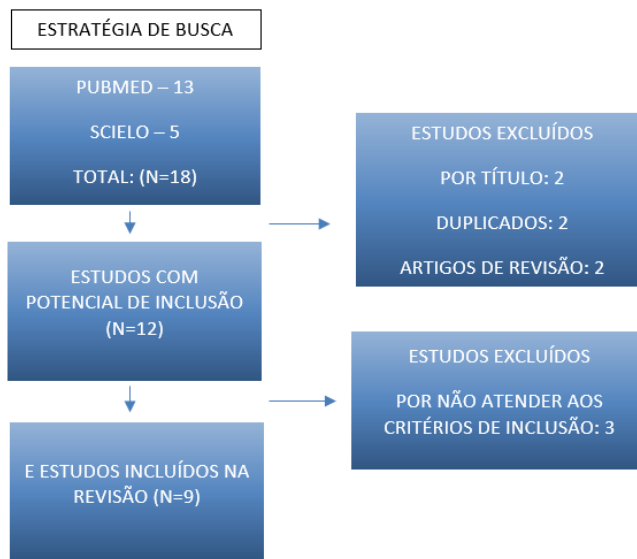 ESTRATÉGIA DE BUSCA
PUBMED – 13
SCIELO – 5
TOTAL: (N=18)
ESTUDOS EXCLUÍDOS
POR TÍTULO: 2
DUPLICADOS: 2
ARTIGOS DE REVISÃO: 2
ESTUDOS COM
POTENCIAL DE INCLUSÃO
(N=12)
ESTUDOS EXCLUÍDOS
POR NÃO ATENDER AOS
CRITÉRIOS DE INCLUSÃO: 3
E ESTUDOS INCLUÍDOS NA
REVISÃO (N=9)